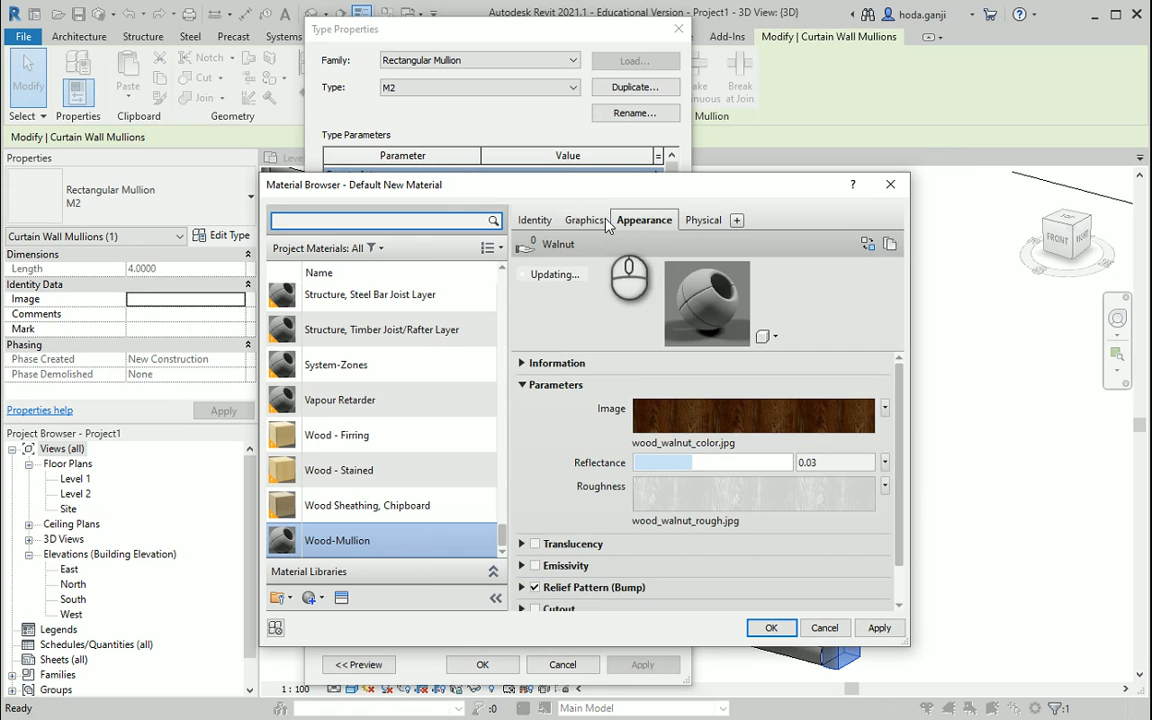 Autodesk Revit 2021.1 - Educational Version - Project1 - 3D View: {3D}
hoda.ganji
File
Architecture
Structure
Steel
Precast
Systems
Add-Ins
Modify | Curtain Wall Mullions
Modify
Paste
Notch
Cut
Join
Break
at Join
Select
Properties
Clipboard
Geometry
Mullion
Modify | Curtain Wall Mullions
Type Properties
Family:
Rectangular Mullion
Load...
Type:
M2
Duplicate...
Rename...
Type Parameters
Parameter
Value
=
Properties
Rectangular Mullion
M2
Curtain Wall Mullions (1)
Edit Type
Dimensions
Length
4.0000
Identity Data
Image
Comments
Mark
Phasing
Phase Created
New Construction
Phase Demolished
None
Properties help
Apply
Project Browser - Project1
Views (all)
Floor Plans
Level 1
Level 2
Site
Ceiling Plans
3D Views
Elevations (Building Elevation)
East
North
South
West
Legends
Schedules/Quantities (all)
Sheets (all)
Families
Groups
Material Browser - Default New Material
?
Project Materials: All
Name
Structure, Steel Bar Joist Layer
Structure, Timber Joist/Rafter Layer
System-Zones
Vapour Retarder
Wood - Firring
Wood - Stained
Wood Sheathing, Chipboard
Wood-Mullion
Material Libraries
Identity
Graphics
Appearance
Physical
+
0
Walnut
Updating...
Information
Parameters
Image
wood_walnut_color.jpg
Reflectance
0.03
Roughness
wood_walnut_rough.jpg
Translucency
Emissivity
Relief Pattern (Bump)
Cutout
OK
Cancel
Apply
<< Preview
OK
Cancel
Apply
FRONT
1 : 100
Ready
:0
Main Model
:1